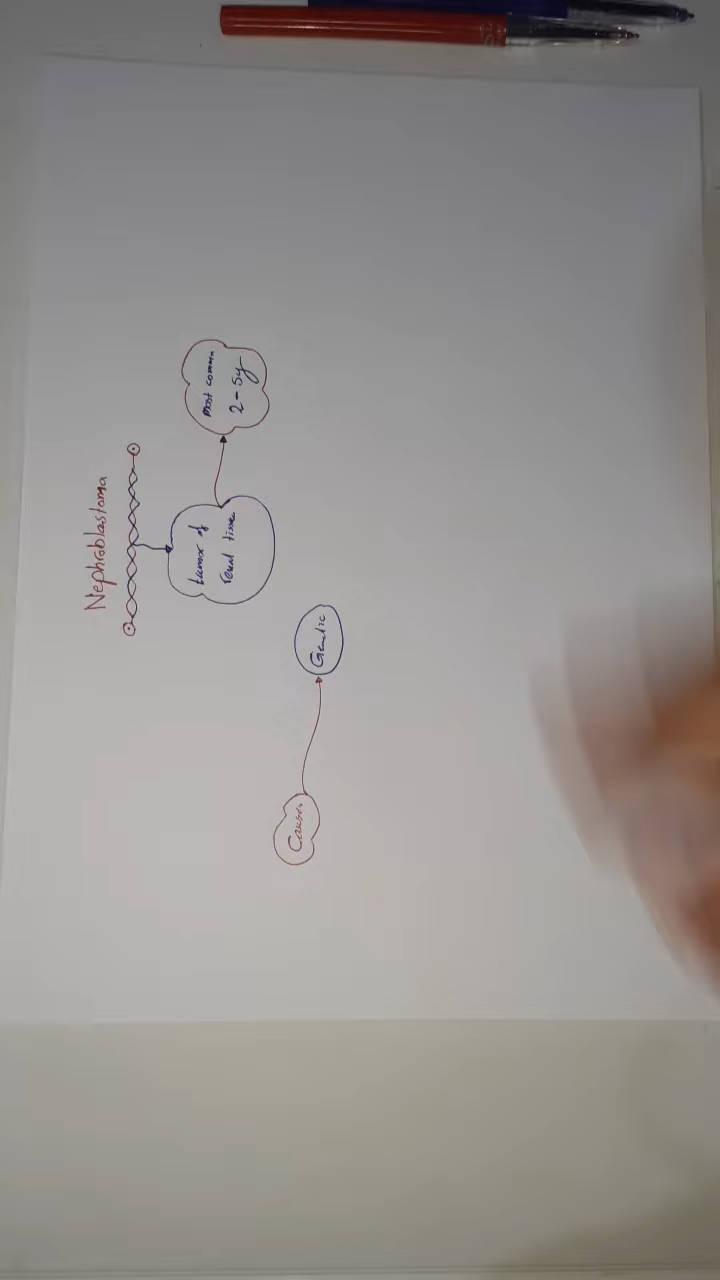 Nephroblastoma
tumor of
renal tissue
most common
2-5y
Causes
Genetic